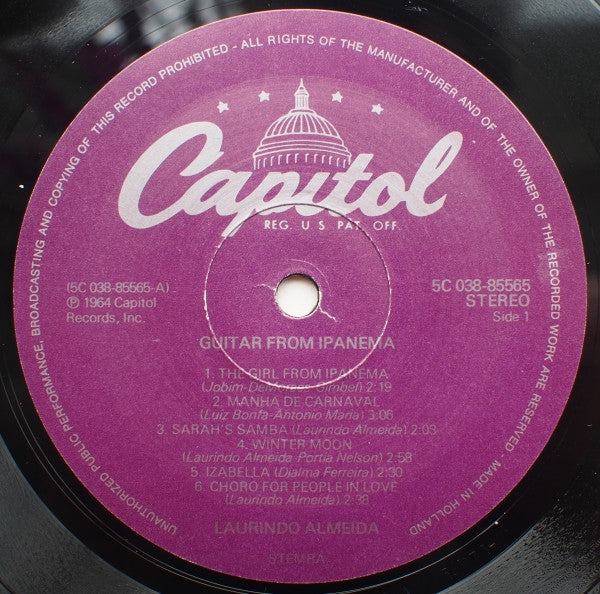 UNAUTHORIZED PUBLIC PERFORMANCE, BROADCASTING AND COPYING OF THIS RECORD PROHIBITED - ALL RIGHTS OF THE MANUFACTURER AND OF THE OWNER OF THE RECORDED WORK ARE RESERVED - MADE IN HOLLAND
Capitol
REG. U.S. PAT. OFF.
(5C 038-85565-A)
℗ 1964 Capitol
Records, Inc.
5C 038-85565
STEREO
Side 1
GUITAR FROM IPANEMA
1. THE GIRL FROM IPANEMA
(Jobim-DeMoraes-Gimbel) 2:19
2. MANHA DE CARNAVAL
(Luiz Bonfa-Antonio Maria) 3:06
3. SARAH'S SAMBA (Laurindo Almeida) 2:03
4. WINTER MOON
(Laurindo Almeida-Portia Nelson) 2:58
5. IZABELLA (Djalma Ferreira) 2:30
6. CHORO FOR PEOPLE IN LOVE
(Laurindo Almeida) 2:38
LAURINDO ALMEIDA
STEMRA